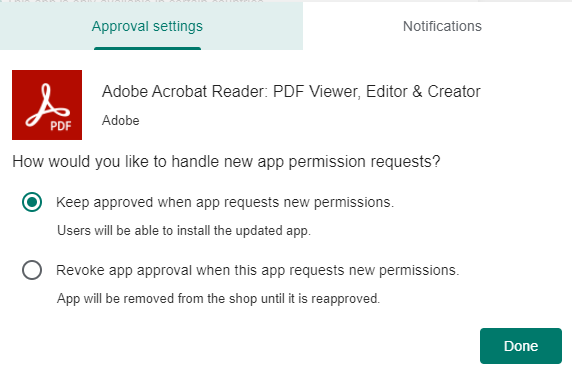 Approval settings
Notifications
Adobe Acrobat Reader: PDF Viewer, Editor & Creator
Adobe
PDF
How would you like to handle new app permission requests?
Keep approved when app requests new permissions.
Users will be able to install the updated app.
Revoke app approval when this app requests new permissions.
App will be removed from the shop until it is reapproved.
Done